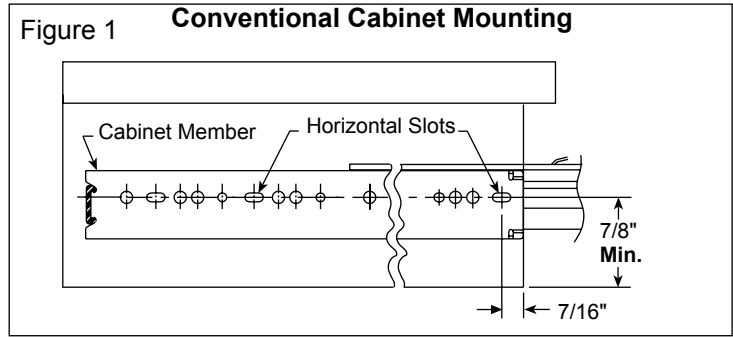 Conventional Cabinet Mounting
Figure 1
Cabinet Member
Horizontal Slots
7/8"
Min.
7/16"